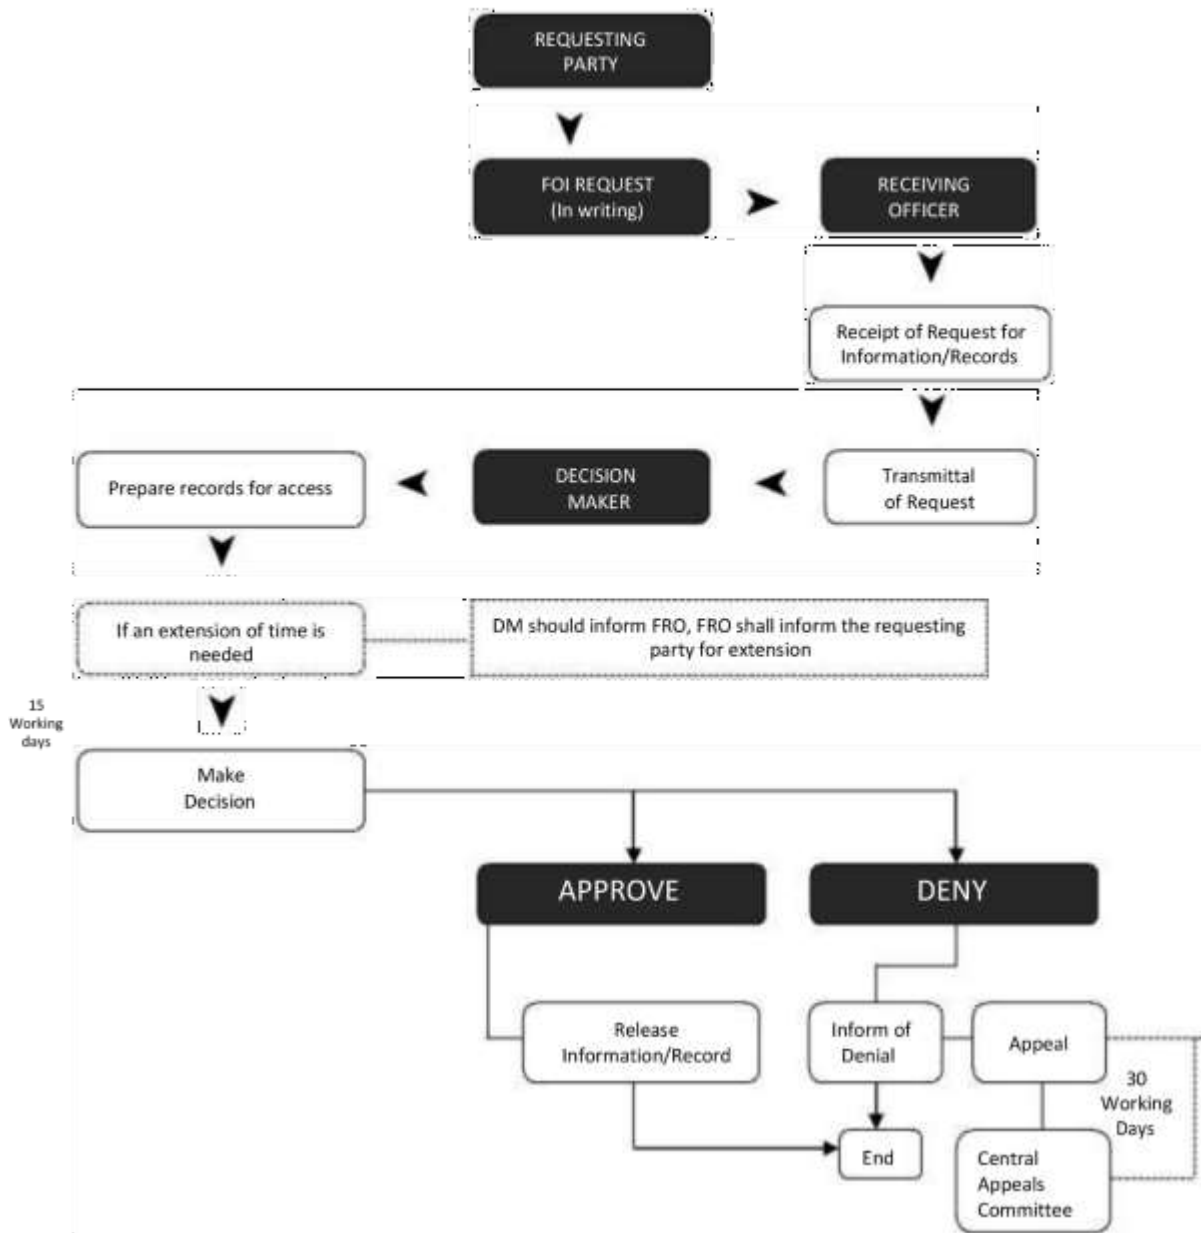 REQUESTING
PARTY
FOI REQUEST
(In writing)
RECEIVING
OFFICER
Receipt of Request for
Information/Records
Prepare records for access
DECISION
MAKER
Transmittal
of Request
If an extension of time is
needed
DM should inform FRO, FRO shall inform the requesting
party for extension
15
Working
days
Make
Decision
APPROVE
DENY
Release
Information/Record
Inform of
Denial
Appeal
30
Working
Days
End
Central
Appeals
Committee